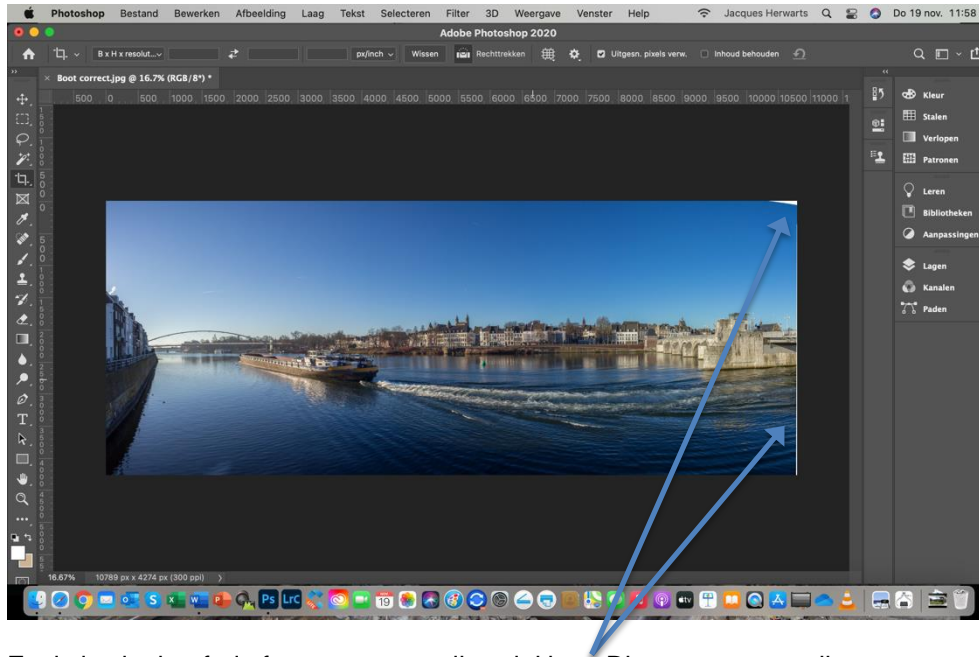 Photoshop Bestand Bewerken Afbeelding Laag Tekst Selecteren Filter 3D Weergave Venster Help Jacques Herwarts Do 19 nov. 11:58
Adobe Photoshop 2020
B x H x resolut... px/inch Wissen Rechttrekken Uitgesn. pixels verw. Inhoud behouden
× Boot correct.jpg @ 16.7% (RGB/8*) *
500 0 500 1000 1500 2000 2500 3000 3500 4000 4500 5000 5500 6000 6500 7000 7500 8000 8500 9000 9500 10000 10500 11000 1
Kleur
Stalen
Verlopen
Patronen
Leren
Bibliotheken
Aanpassingen
Lagen
Kanalen
Paden
16.67% 10789 px x 4274 px (300 ppi) >